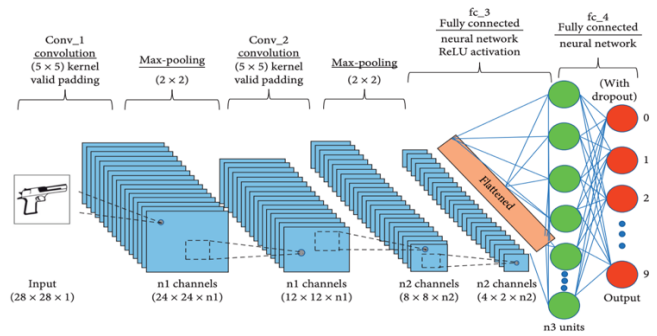 Conv_1
convolution
(5 × 5) kernel
valid padding
Max-pooling
(2 × 2)
Conv_2
convolution
(5 × 5) kernel
valid padding
Max-pooling
(2 × 2)
fc_3
Fully connected
neural network
ReLU activation
fc_4
Fully connected
neural network
(With
dropout)
Flattened
0
1
2
9
Input
(28 × 28 × 1)
n1 channels
(24 × 24 × n1)
n1 channels
(12 × 12 × n1)
n2 channels
(8 × 8 × n2)
n2 channels
(4 × 2 × n2)
n3 units
Output